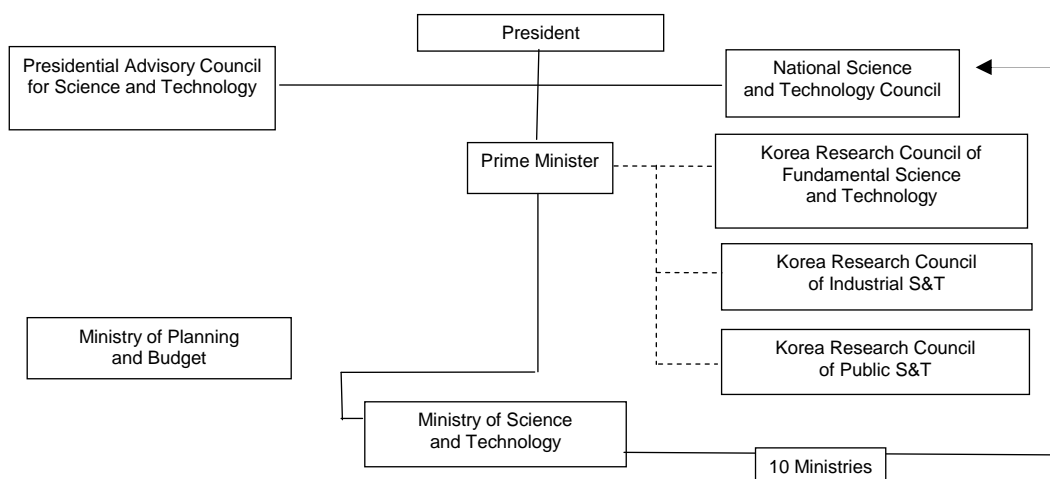 President
Presidential Advisory Council
for Science and Technology
National Science
and Technology Council
Prime Minister
Korea Research Council of
Fundamental Science
and Technology
Korea Research Council
of Industrial S&T
Ministry of Planning
and Budget
Korea Research Council
of Public S&T
Ministry of Science
and Technology
10 Ministries